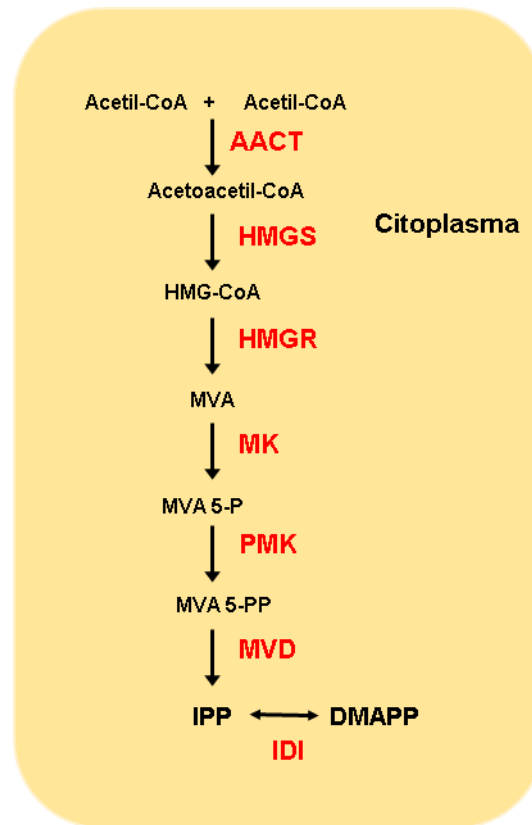 Acetil-CoA + Acetil-CoA
AACT
Acetoacetil-CoA
Citoplasma
HMGS
HMG-CoA
HMGR
MVA
MK
MVA 5-P
PMK
MVA 5-PP
MVD
IPP DMAPP
IDI